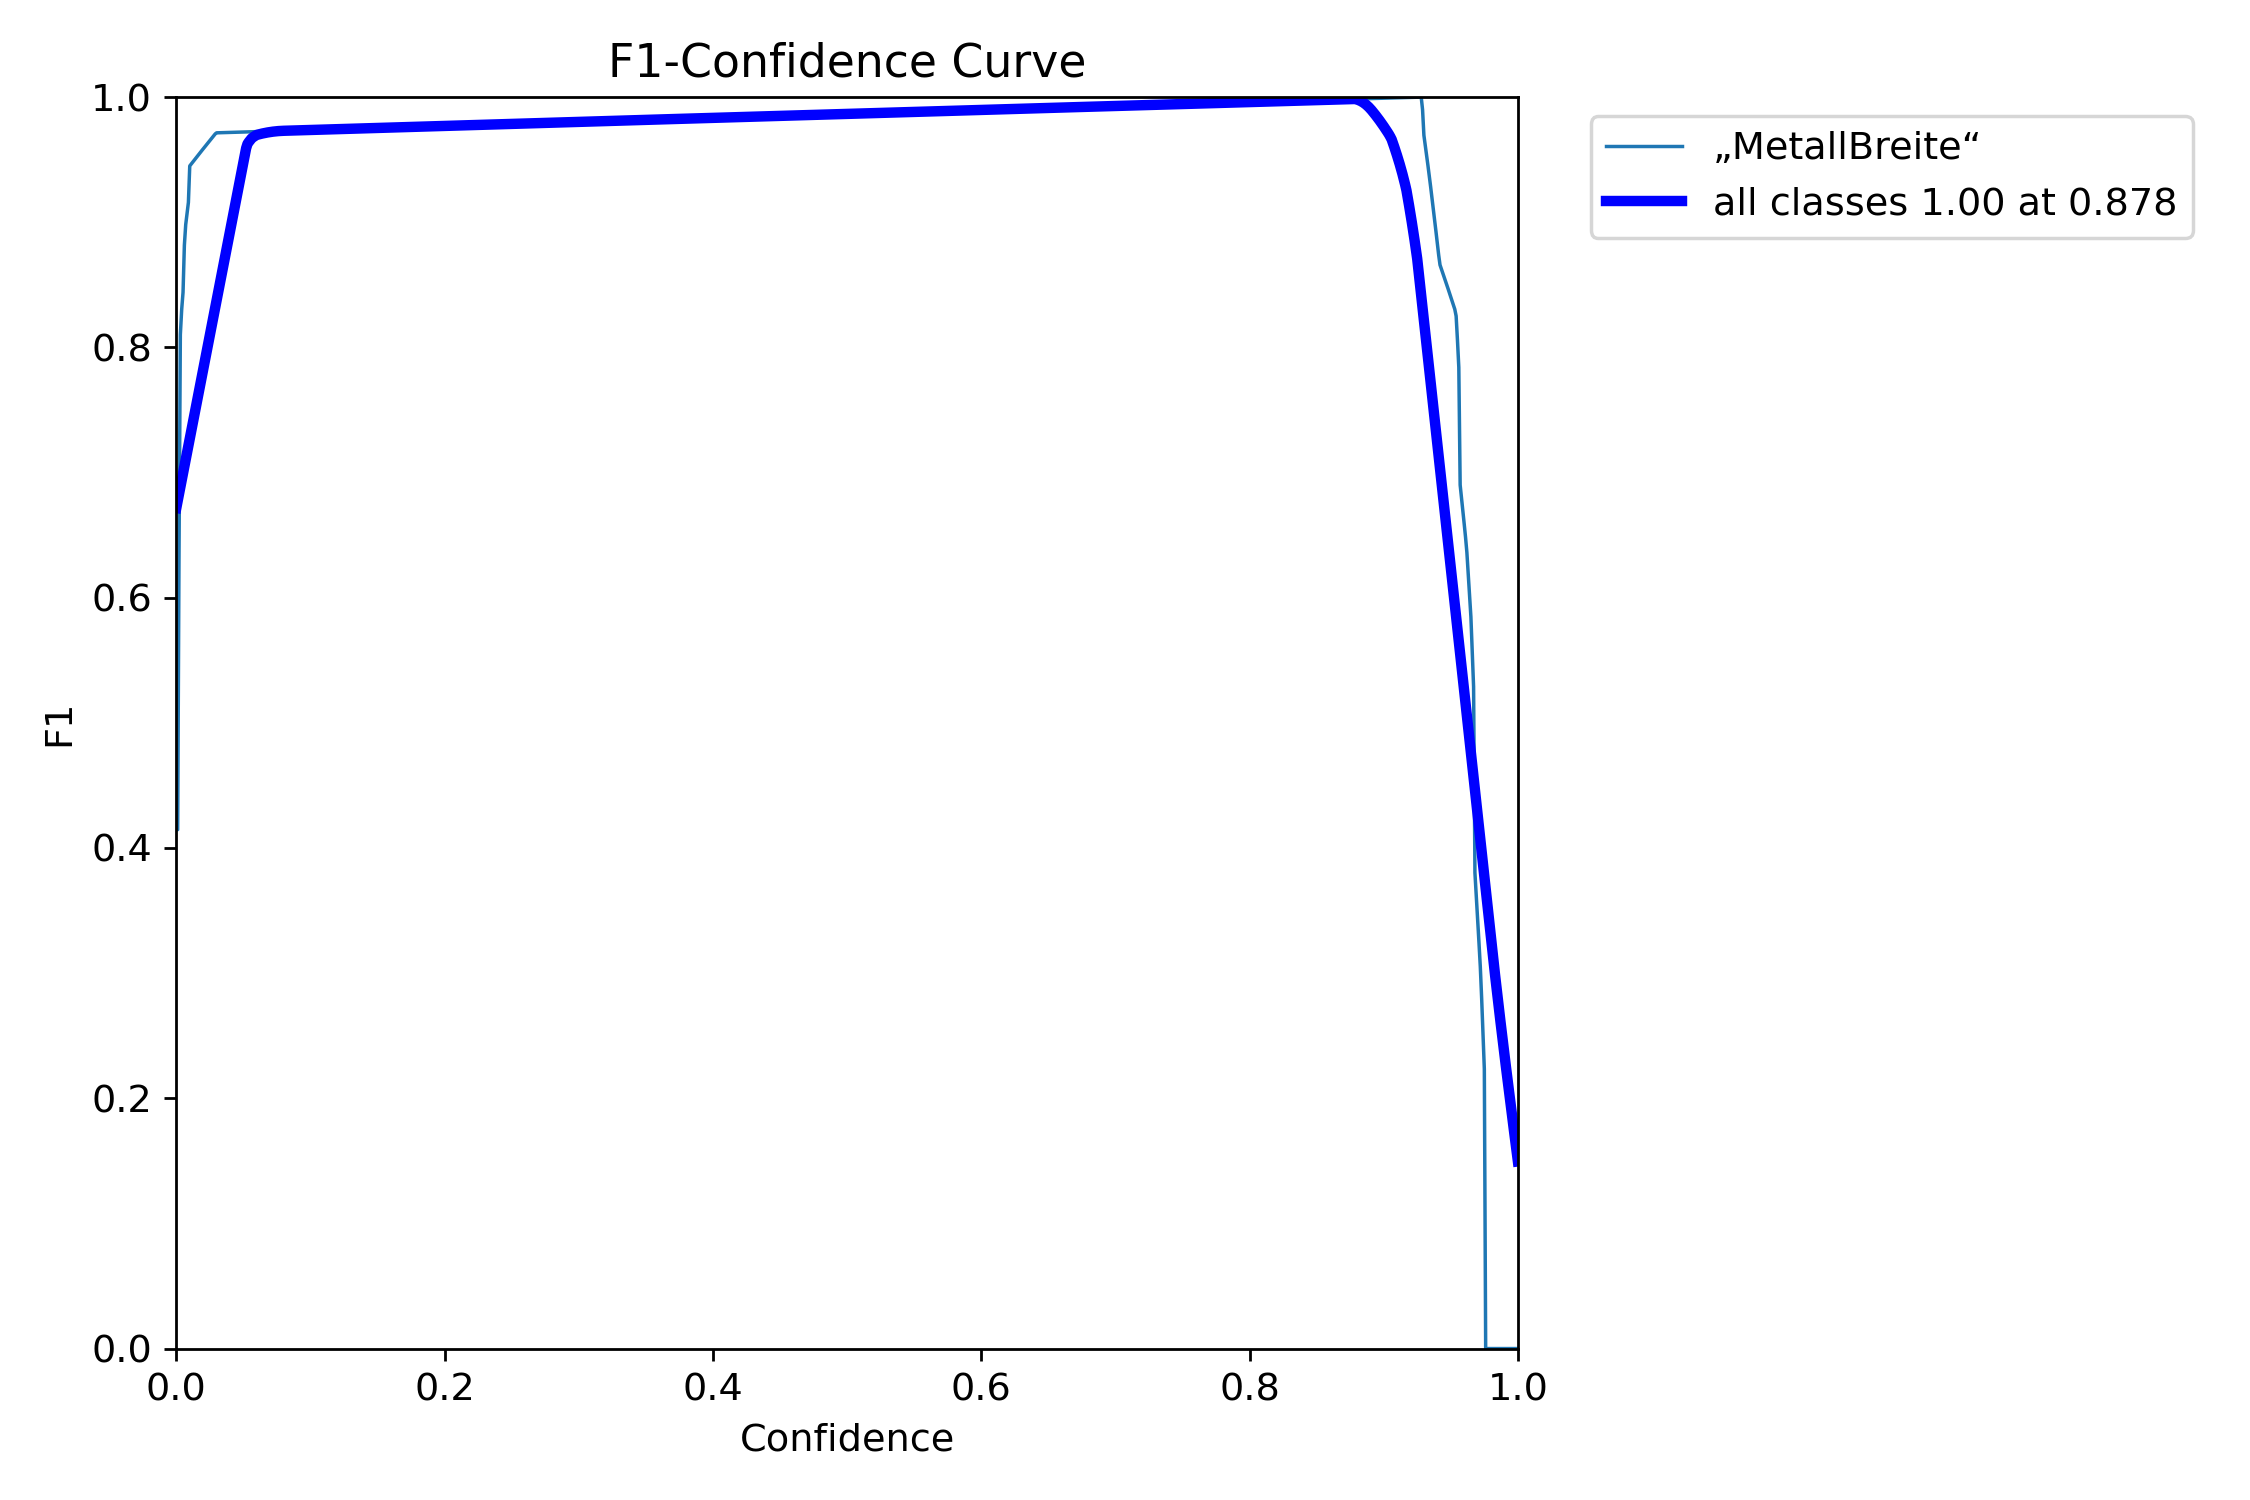 F1-Confidence Curve
1.0
0.8
0.6
0.4
0.2
0.0
F1
0.0 0.2 0.4 0.6 0.8 1.0
Confidence
„MetallBreite“
all classes 1.00 at 0.878